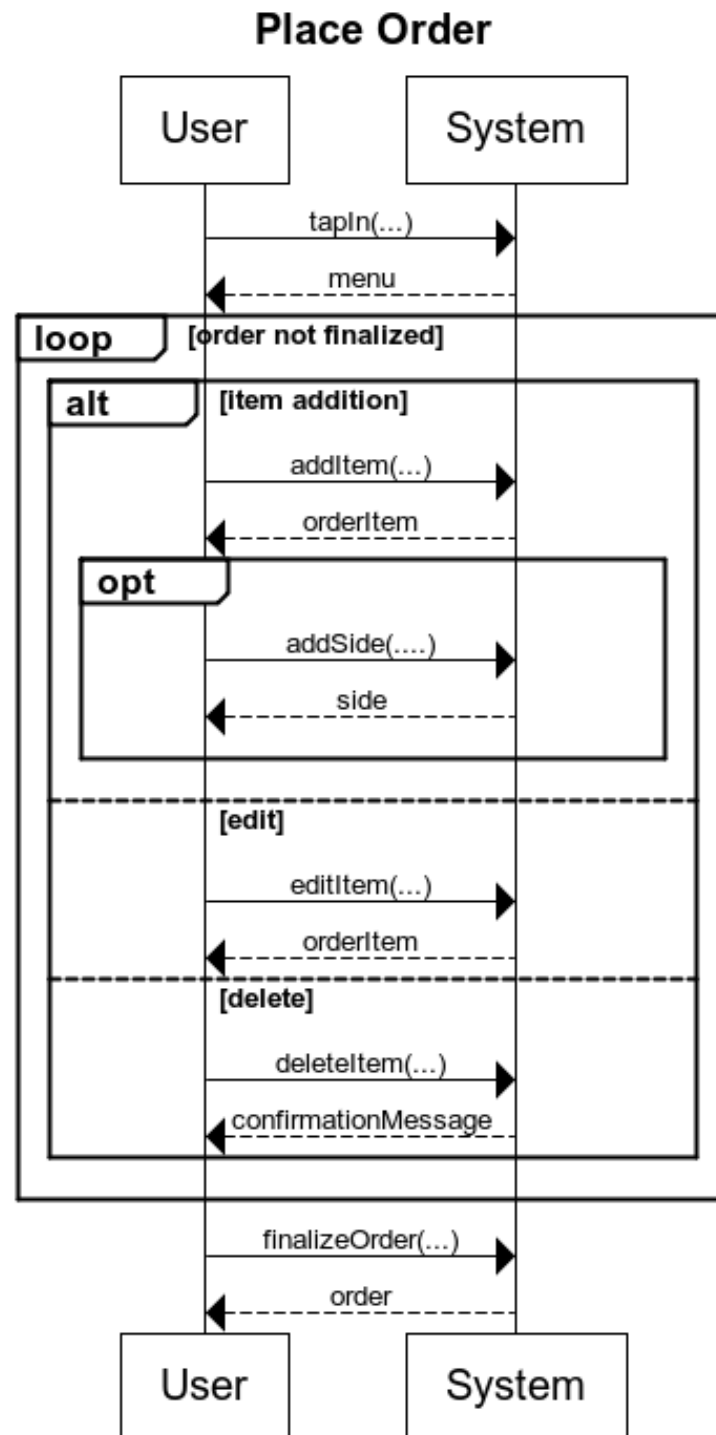 Place Order
User System
tapIn(...)
menu
loop [order not finalized]
alt [item addition]
addItem(...)
orderItem
opt
addSide(....)
side
[edit]
editItem(...)
orderItem
[delete]
deleteItem(...)
confirmationMessage
finalizeOrder(...)
order
User System